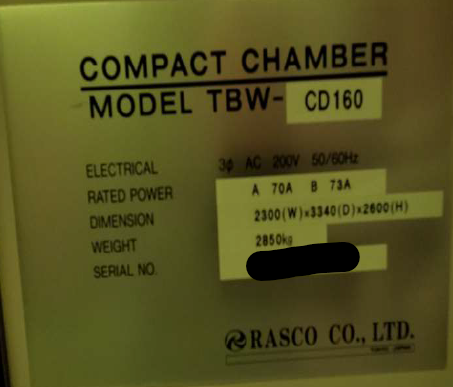 COMPACT CHAMBER
MODEL TBW- CD160
ELECTRICAL 3φ AC 200V 50/60Hz
RATED POWER A 70A B 73A
DIMENSION 2300(W)×3340(D)×2600(H)
WEIGHT 2850kg
SERIAL NO.
RASCO CO., LTD.